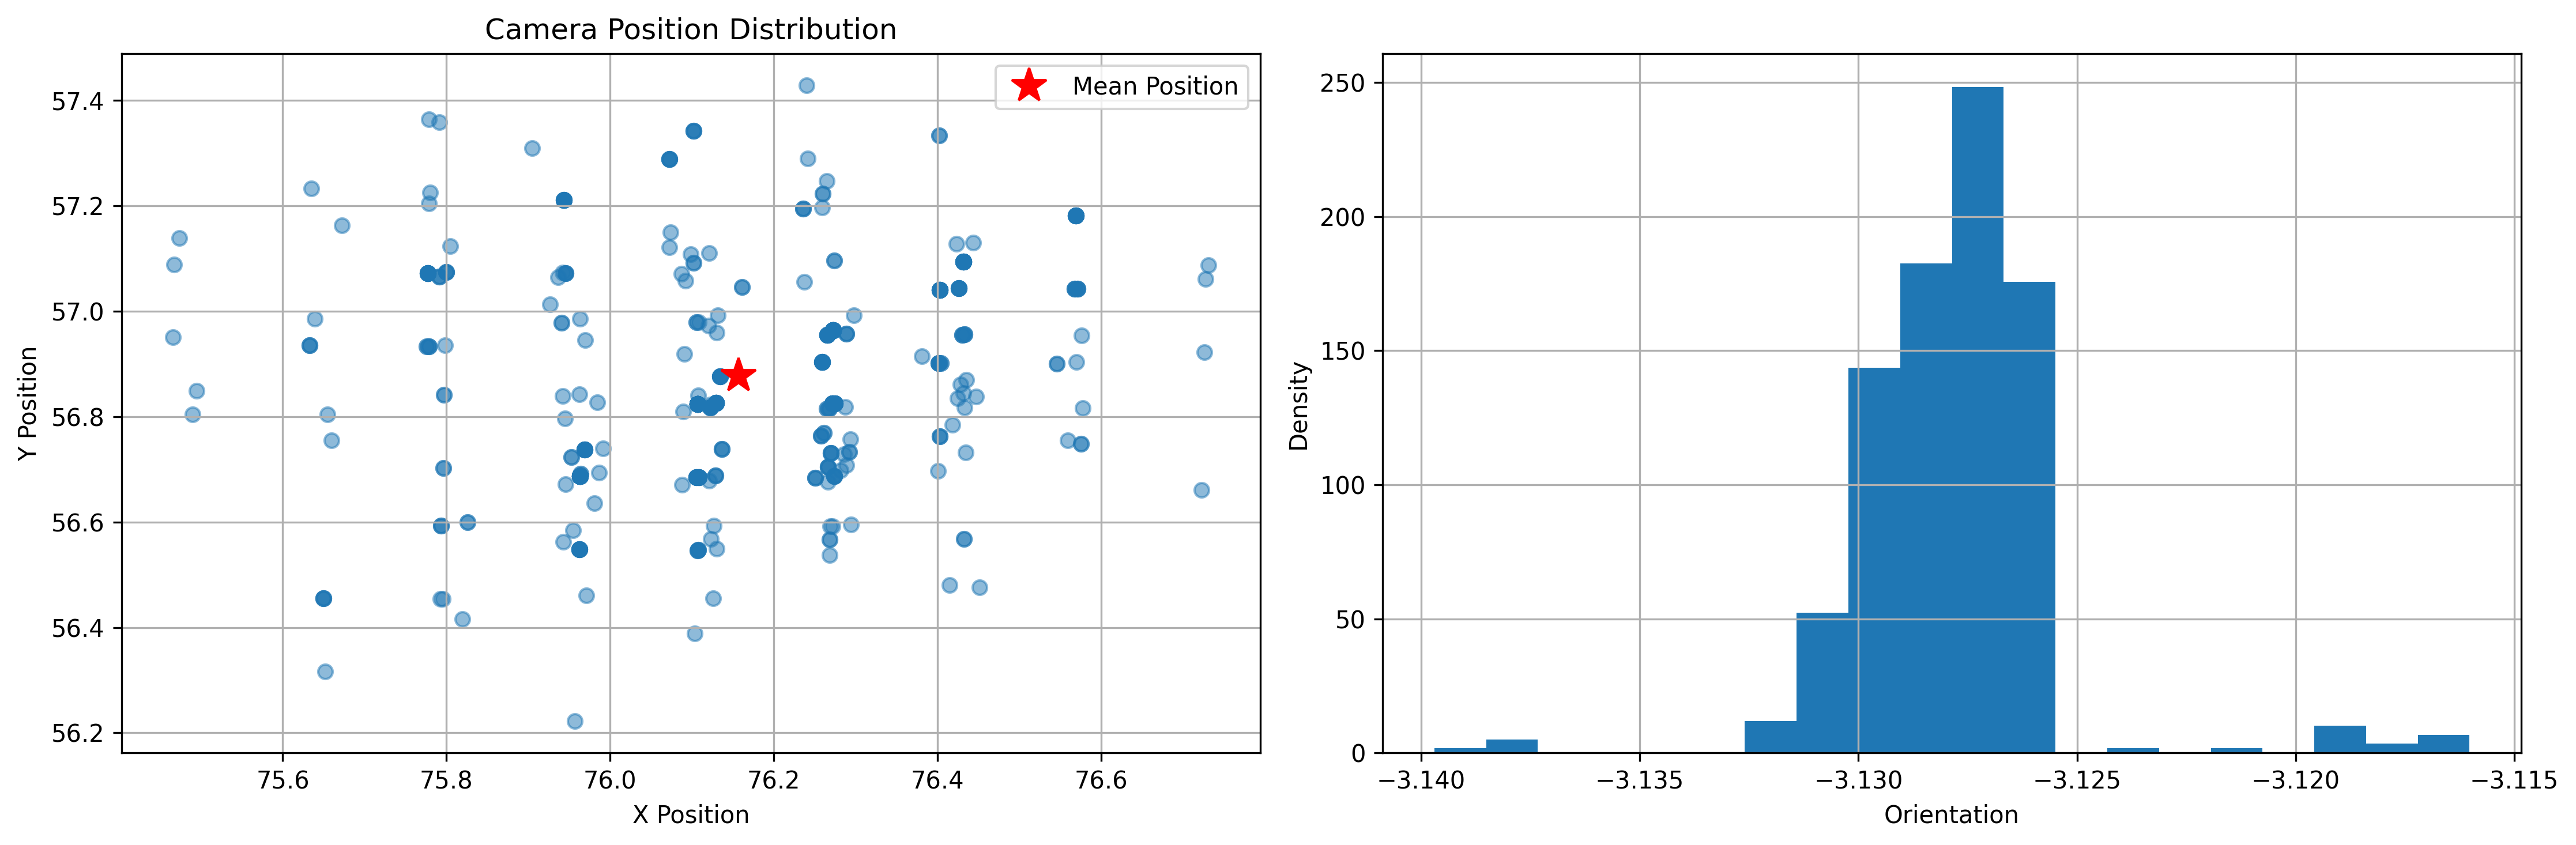 Camera Position Distribution
Mean Position
57.4
57.2
57.0
56.8
56.6
56.4
56.2
Y Position
75.6 75.8 76.0 76.2 76.4 76.6
X Position
250
200
150
100
50
0
Density
−3.140 −3.135 −3.130 −3.125 −3.120 −3.115
Orientation